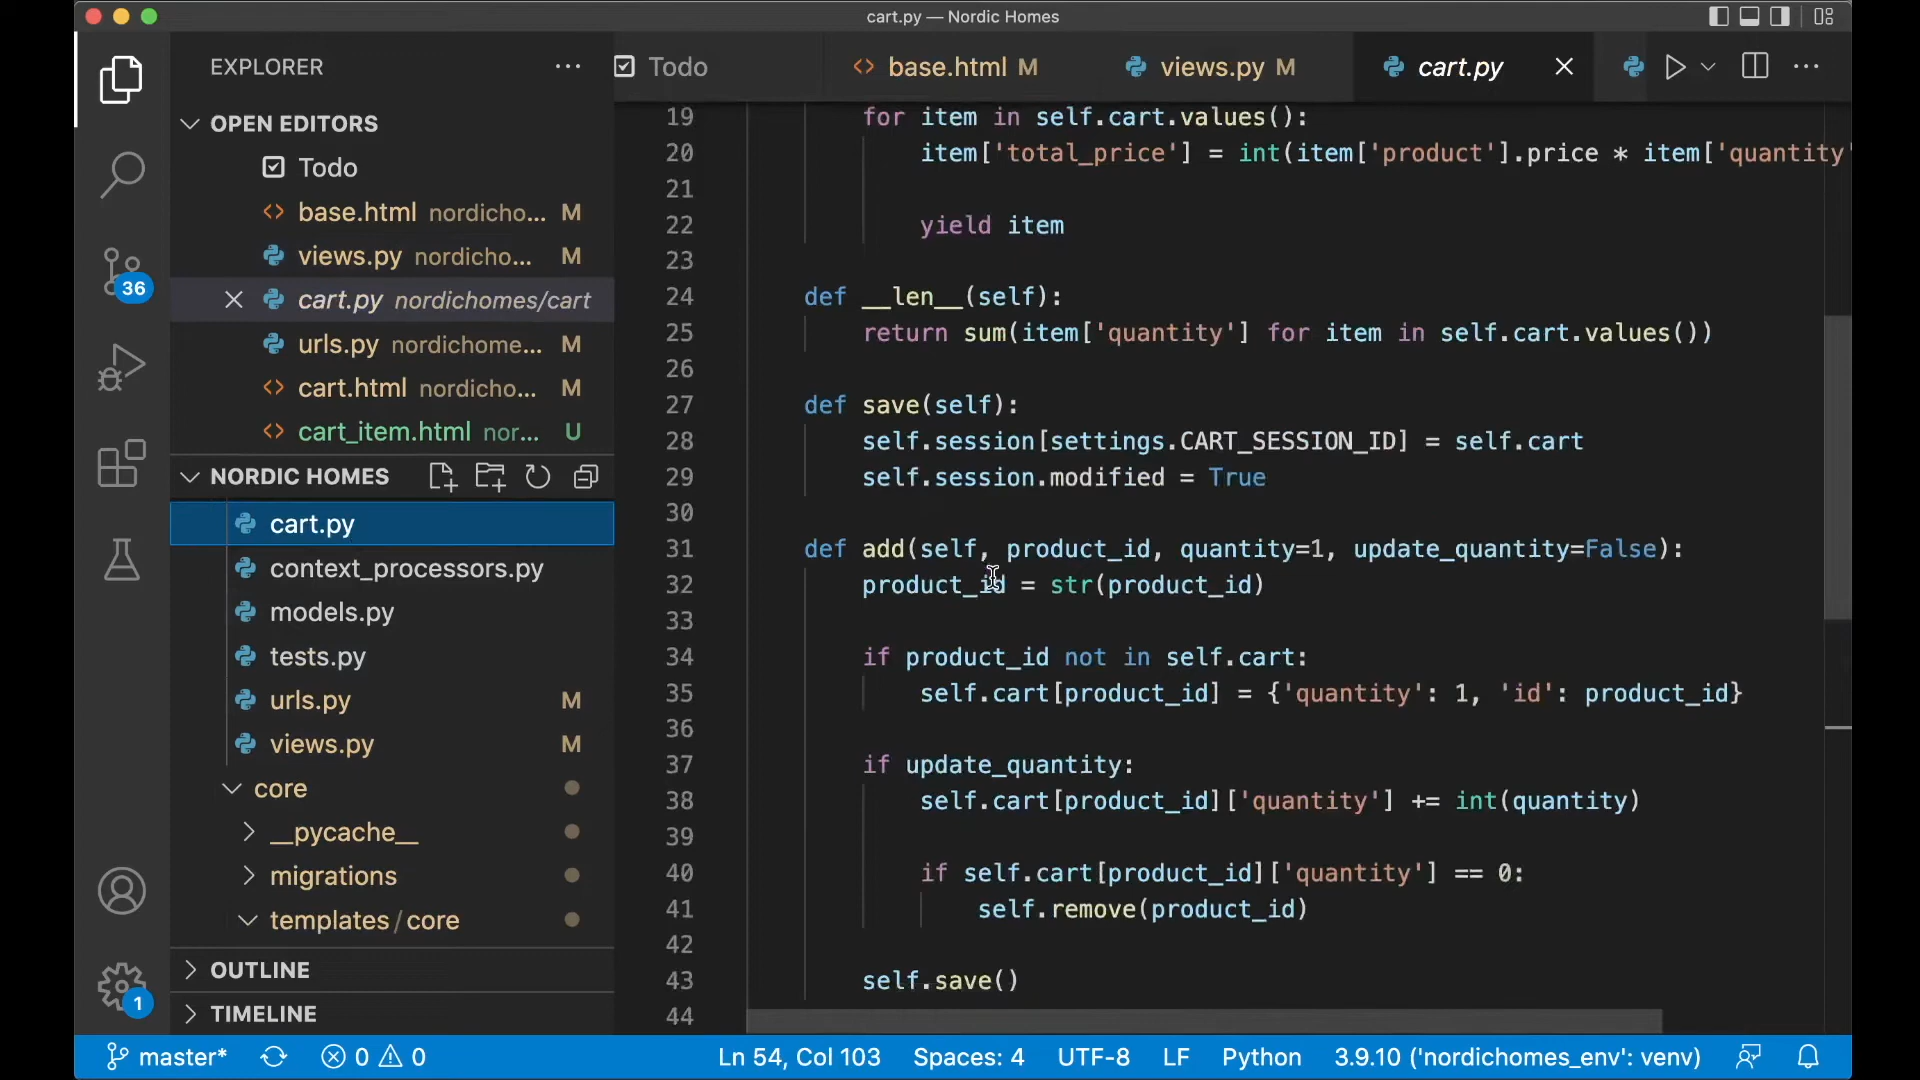 cart.py — Nordic Homes
EXPLORER
OPEN EDITORS
Todo
base.html nordicho... M
views.py nordicho... M
cart.py nordichomes/cart
urls.py nordichome... M
cart.html nordicho... M
cart_item.html nor... U
NORDIC HOMES
cart.py
context_processors.py
models.py
tests.py
urls.py M
views.py M
core
__pycache__
migrations
templates / core
OUTLINE
TIMELINE
36
1
Todo
base.html M
views.py M
cart.py
19 for item in self.cart.values():
20 item['total_price'] = int(item['product'].price * item['quantity'
21
22 yield item
23
24 def __len__(self):
25 return sum(item['quantity'] for item in self.cart.values())
26
27 def save(self):
28 self.session[settings.CART_SESSION_ID] = self.cart
29 self.session.modified = True
30
31 def add(self, product_id, quantity=1, update_quantity=False):
32 product_id = str(product_id)
33
34 if product_id not in self.cart:
35 self.cart[product_id] = {'quantity': 1, 'id': product_id}
36
37 if update_quantity:
38 self.cart[product_id]['quantity'] += int(quantity)
39
40 if self.cart[product_id]['quantity'] == 0:
41 self.remove(product_id)
42
43 self.save()
44
master* 0 0 Ln 54, Col 103 Spaces: 4 UTF-8 LF Python 3.9.10 ('nordichomes_env': venv)